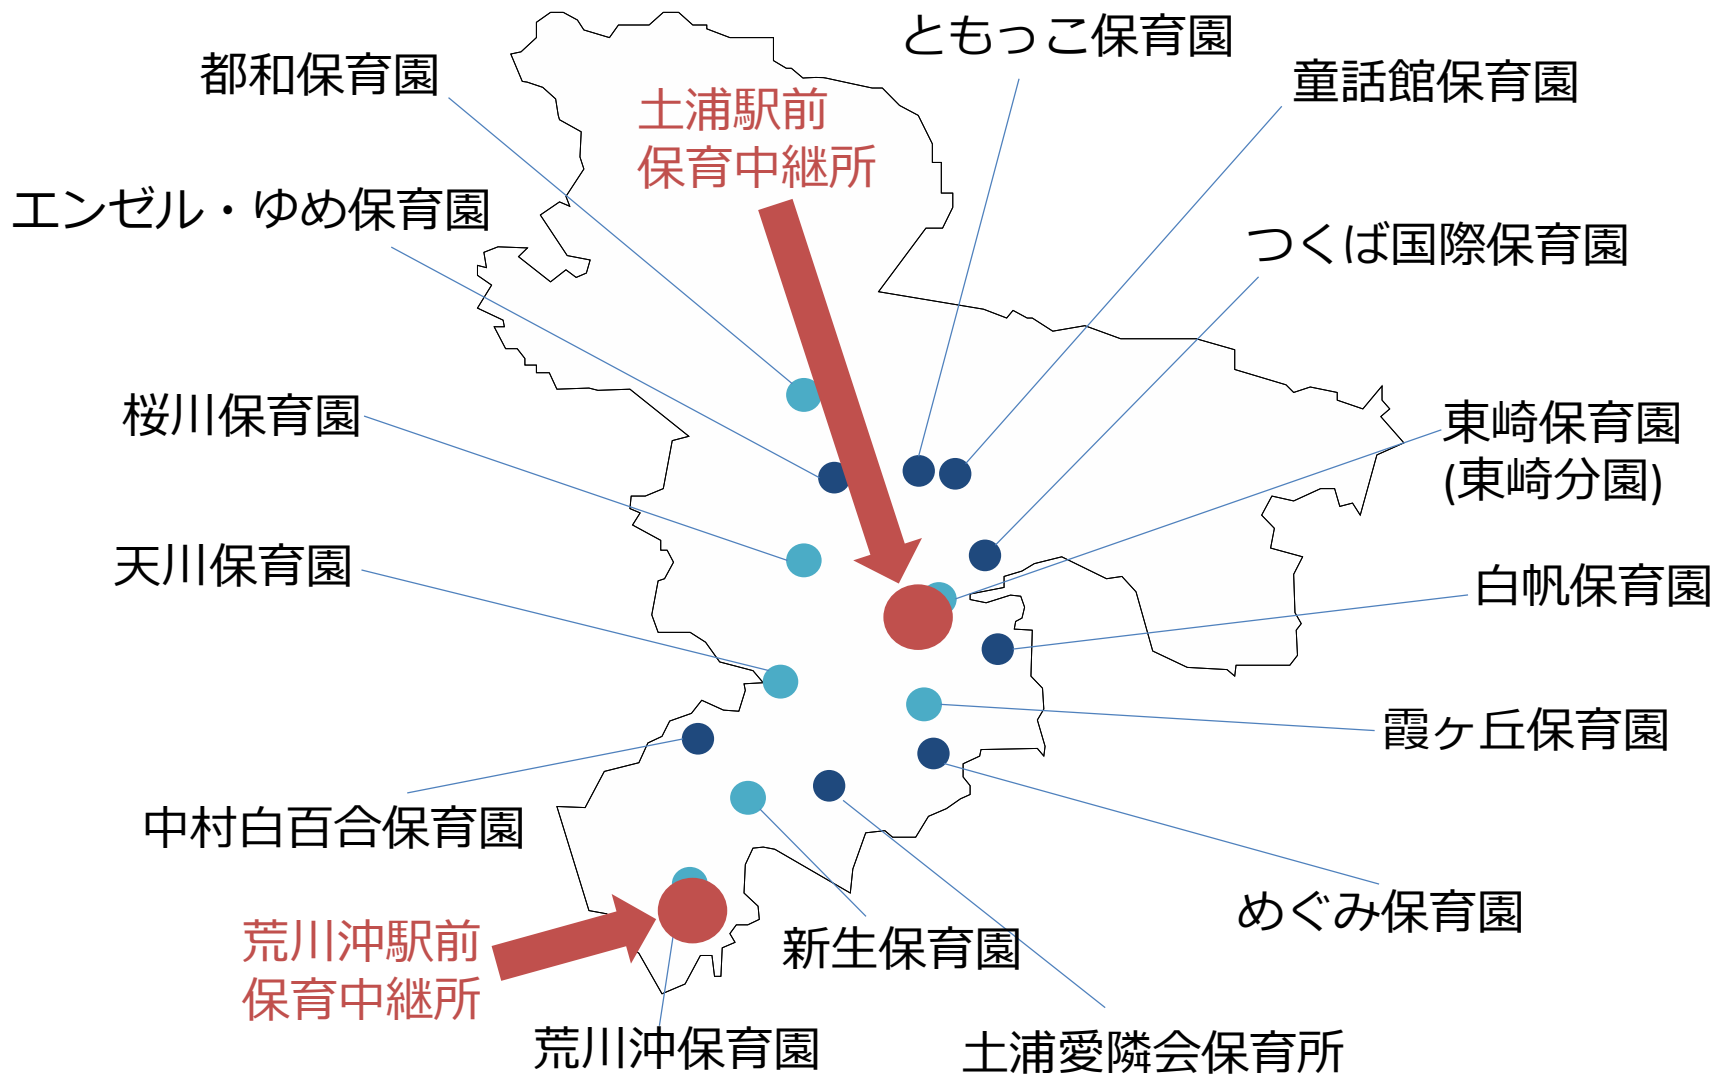 ともっこ保育園
都和保育園
童話館保育園
土浦駅前
保育中継所
エンゼル・ゆめ保育園
つくば国際保育園
桜川保育園
東崎保育園
(東崎分園)
天川保育園
白帆保育園
霞ヶ丘保育園
中村白百合保育園
めぐみ保育園
荒川沖駅前
保育中継所
新生保育園
荒川沖保育園
土浦愛隣会保育所